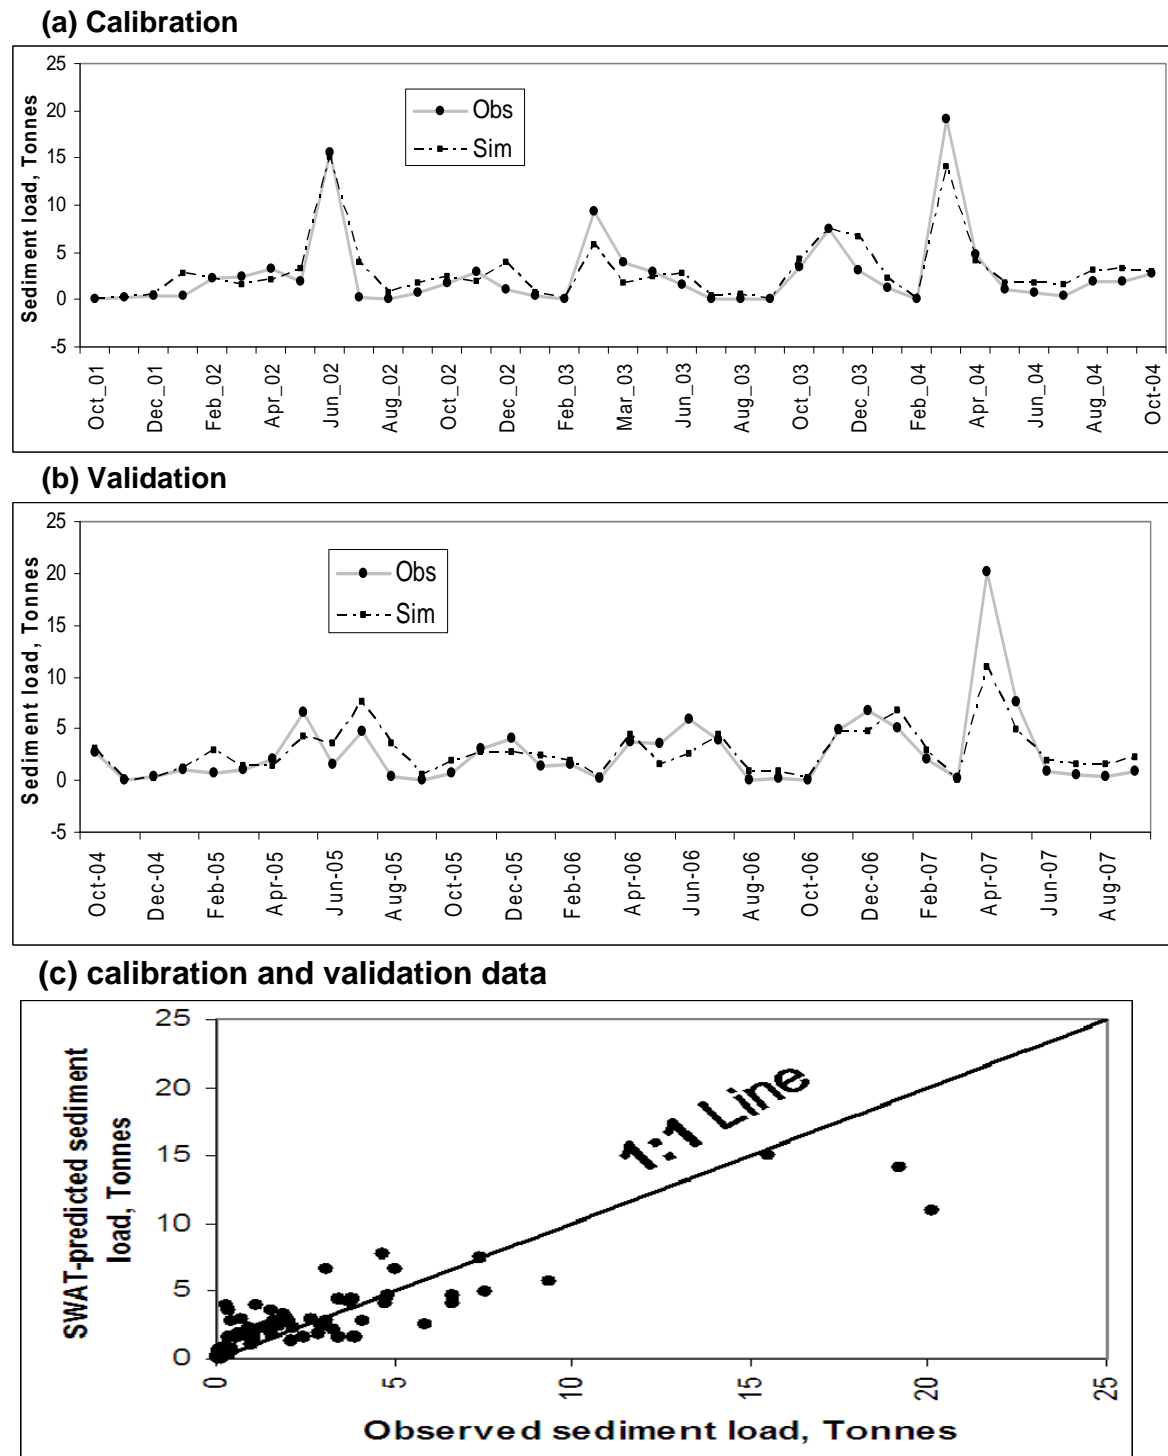 (a) Calibration
25
20
15
10
5
0
-5
Sediment load, Tonnes
Obs
Sim
Oct_01
Dec_01
Feb_02
Apr_02
Jun_02
Aug_02
Oct_02
Dec_02
Feb_03
Mar_03
Jun_03
Aug_03
Oct_03
Dec_03
Feb_04
Apr_04
Jun_04
Aug_04
Oct-04
(b) Validation
25
20
15
10
5
0
-5
Sediment load, Tonnes
Obs
Sim
Oct-04
Dec-04
Feb-05
Apr-05
Jun-05
Aug-05
Oct-05
Dec-05
Feb-06
Apr-06
Jun-06
Aug-06
Oct-06
Dec-06
Feb-07
Apr-07
Jun-07
Aug-07
(c) calibration and validation data
SWAT-predicted sediment
load, Tonnes
25
20
15
10
5
0
1:1 Line
0
5
10
15
20
25
Observed sediment load, Tonnes